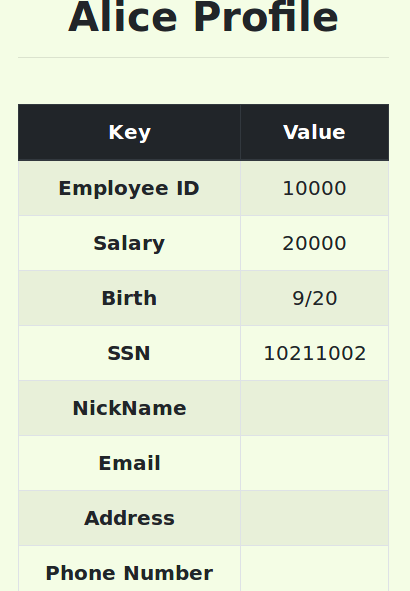 Alice Profile
Key Value
Employee ID 10000
Salary 20000
Birth 9/20
SSN 10211002
NickName
Email
Address
Phone Number